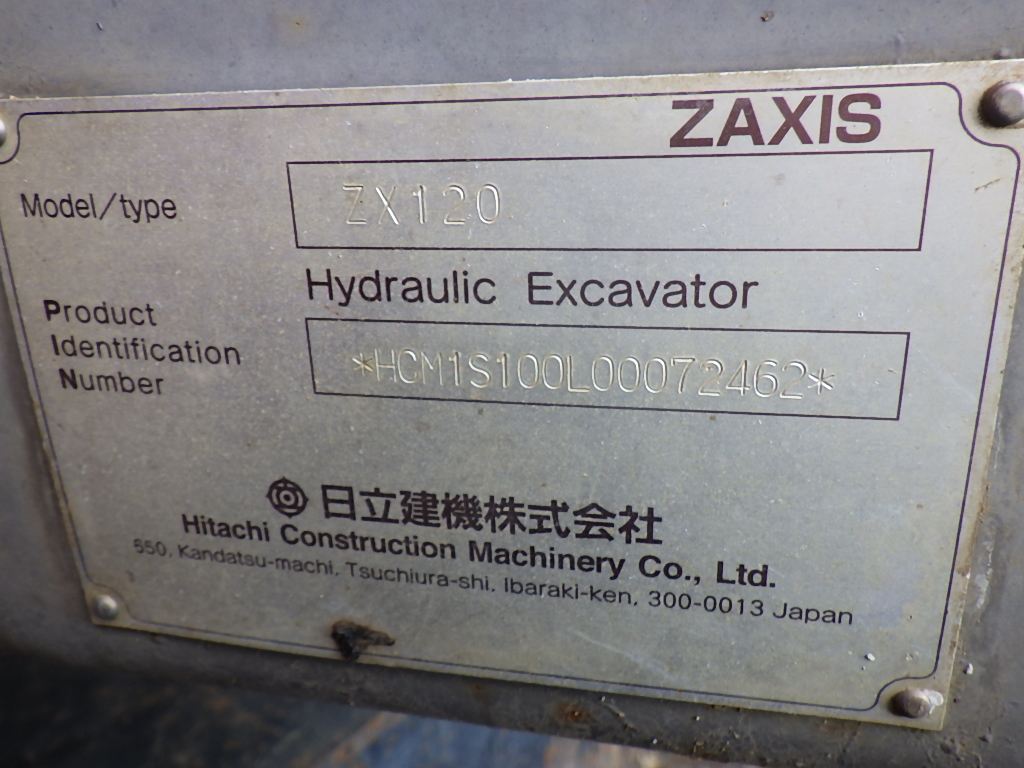 ZAXIS
Model/type
ZX120
Hydraulic Excavator
Product
Identification
Number
*HCM1S100L00072462*
日立建機株式会社
Hitachi Construction Machinery Co., Ltd.
650, Kandatsu-machi, Tsuchiura-shi, Ibaraki-ken, 300-0013 Japan